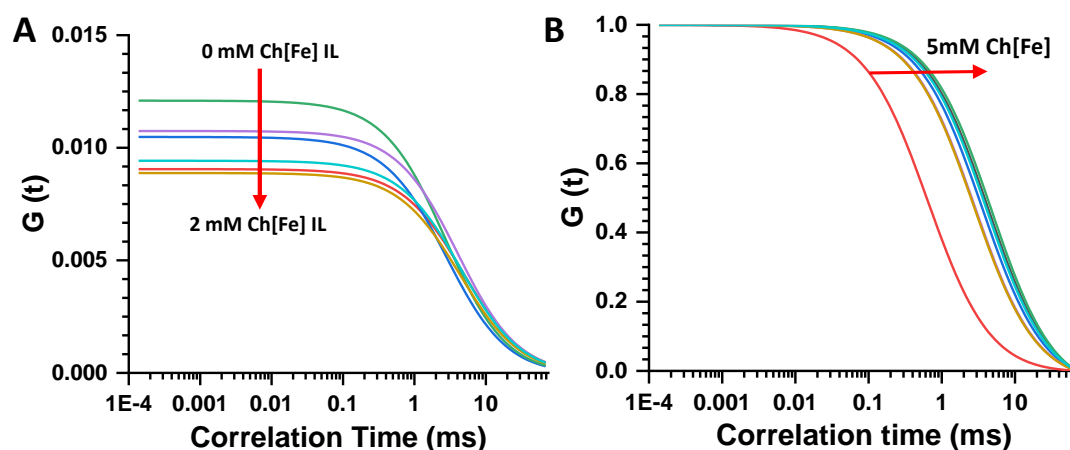 A
0 mM Ch[Fe] IL
2 mM Ch[Fe] IL
G (t)
0.015
0.010
0.005
0.000
1E-4 0.001 0.01 0.1 1 10
Correlation Time (ms)
B
5mM Ch[Fe]
G (t)
1.0
0.8
0.6
0.4
0.2
0.0
1E-4 0.001 0.01 0.1 1 10
Correlation time (ms)